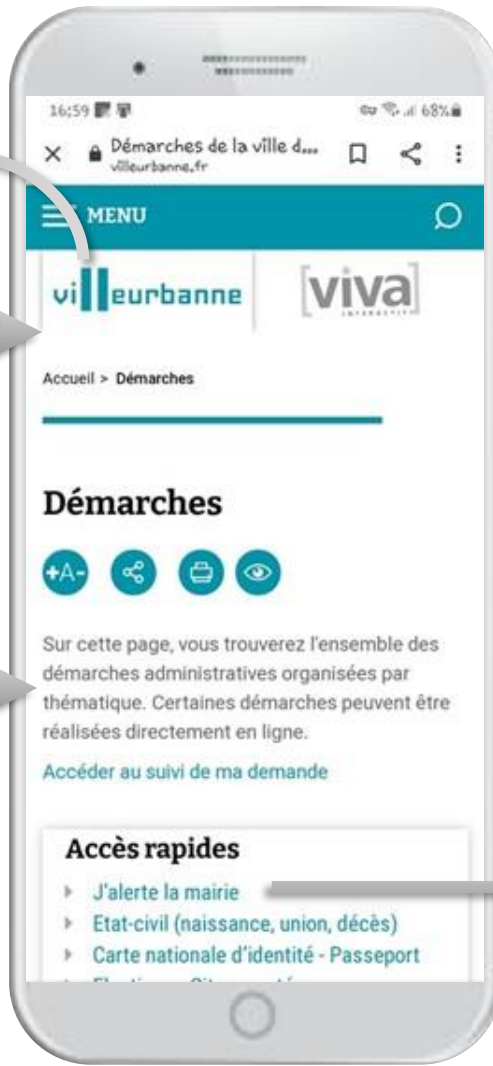 16:59 68%
Démarches de la ville d...
villeurbanne.fr
MENU
villeurbanne [viva]
INTERACTIF
Accueil > Démarches
Démarches
+A-
Sur cette page, vous trouverez l'ensemble des
démarches administratives organisées par
thématique. Certaines démarches peuvent être
réalisées directement en ligne.
Accéder au suivi de ma demande
Accès rapides
J'alerte la mairie
Etat-civil (naissance, union, décès)
Carte nationale d'identité - Passeport